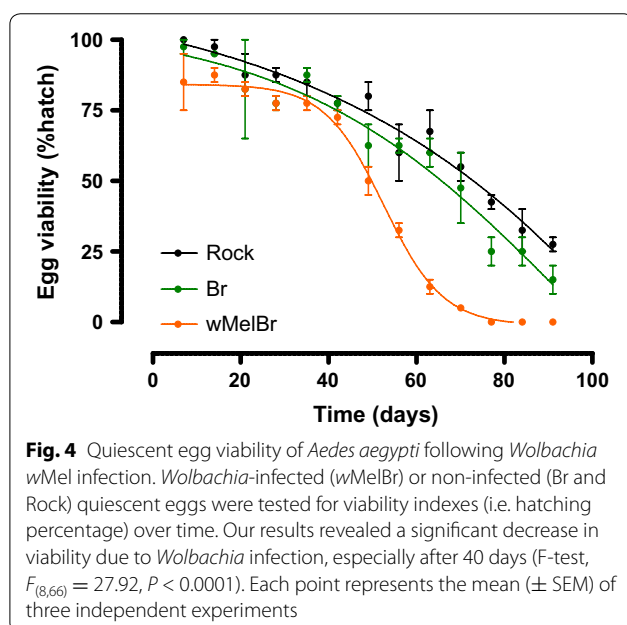 100
75
50
25
0
Egg viability (%hatch)
Rock
Br
wMelBr
0 20 40 60 80 100
Time (days)
Fig. 4 Quiescent egg viability of Aedes aegypti following Wolbachia
wMel infection. Wolbachia-infected (wMelBr) or non-infected (Br and
Rock) quiescent eggs were tested for viability indexes (i.e. hatching
percentage) over time. Our results revealed a significant decrease in
viability due to Wolbachia infection, especially after 40 days (F-test,
F(8,66) = 27.92, P < 0.0001). Each point represents the mean (± SEM) of
three independent experiments